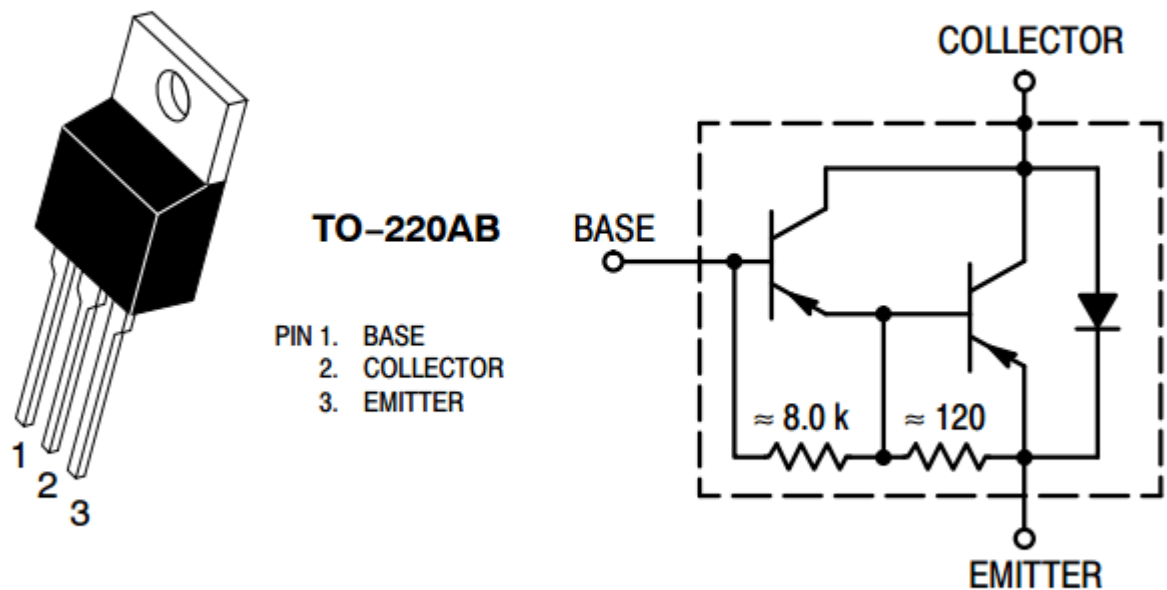 COLLECTOR
TO–220AB
BASE
PIN 1. BASE
2. COLLECTOR
3. EMITTER
≈ 8.0 k
≈ 120
1
2
3
EMITTER